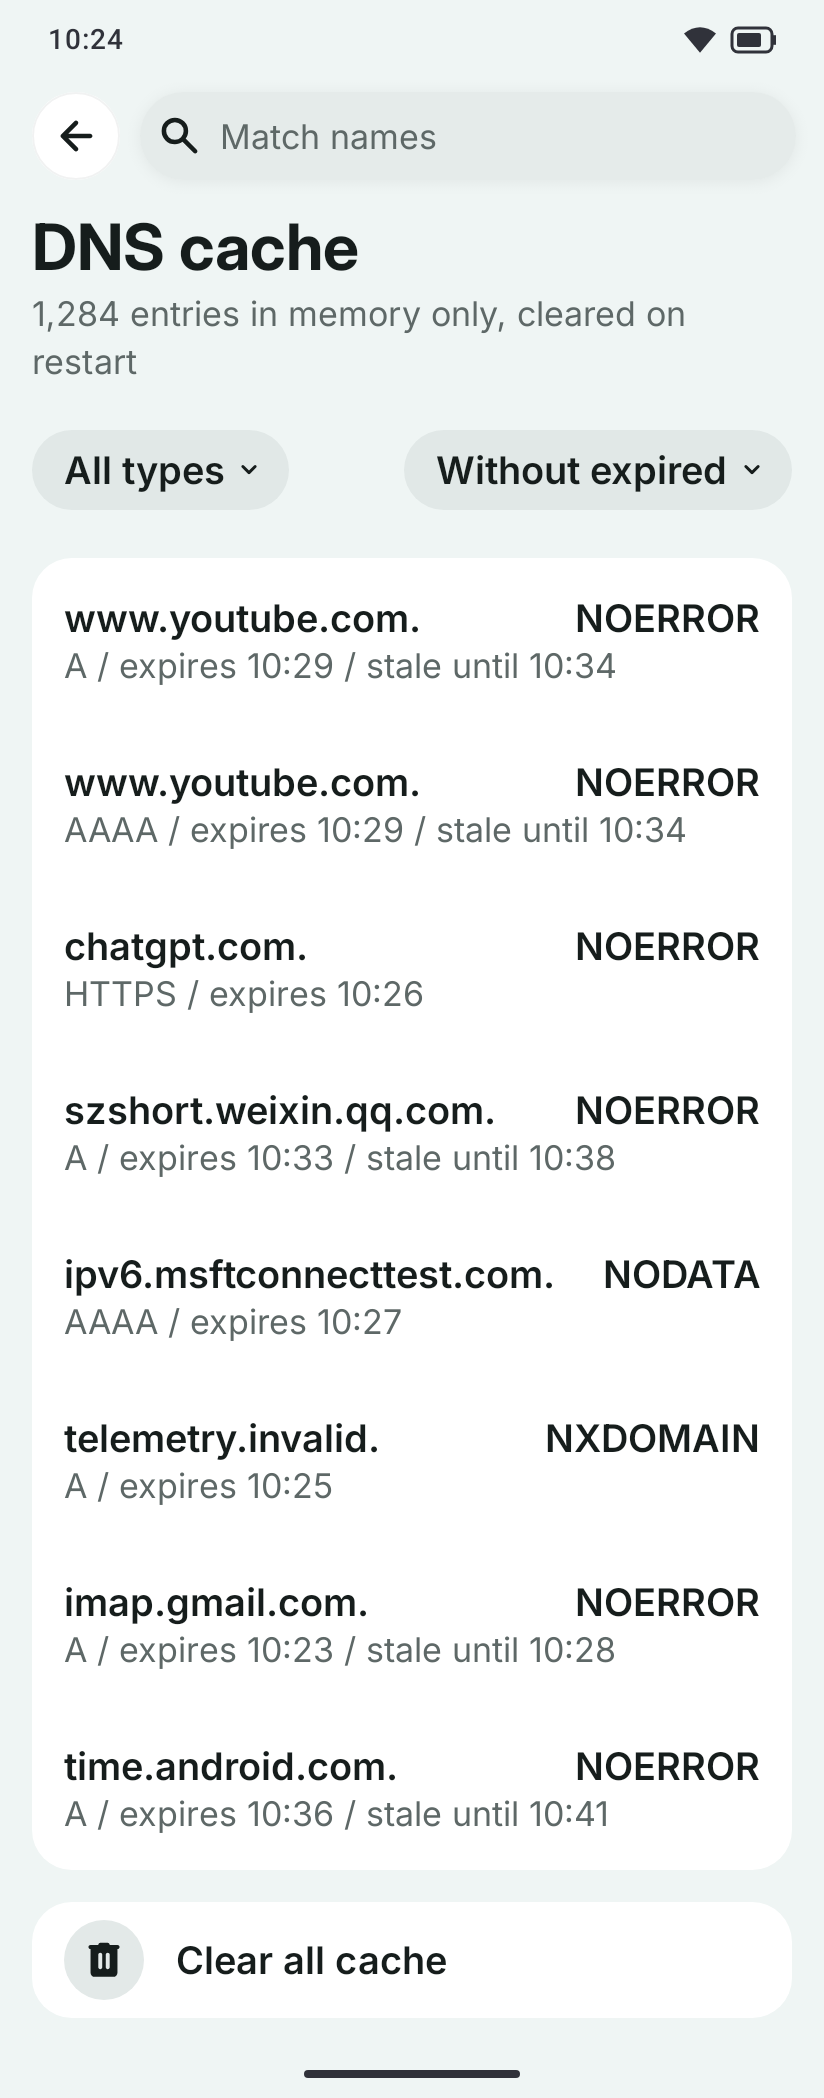 10:24
Match names
DNS cache
1,284 entries in memory only, cleared on
restart
All types
Without expired
www.youtube.com. NOERROR
A / expires 10:29 / stale until 10:34
www.youtube.com. NOERROR
AAAA / expires 10:29 / stale until 10:34
chatgpt.com. NOERROR
HTTPS / expires 10:26
szshort.weixin.qq.com. NOERROR
A / expires 10:33 / stale until 10:38
ipv6.msftconnecttest.com. NODATA
AAAA / expires 10:27
telemetry.invalid. NXDOMAIN
A / expires 10:25
imap.gmail.com. NOERROR
A / expires 10:23 / stale until 10:28
time.android.com. NOERROR
A / expires 10:36 / stale until 10:41
Clear all cache